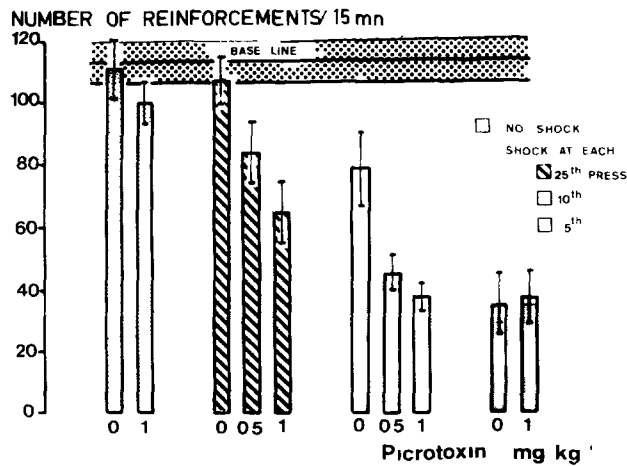 NUMBER OF REINFORCEMENTS/ 15 mn
120
100
80
60
40
20
0
BASE LINE
NO SHOCK
SHOCK AT EACH
25th PRESS
10th
5th
0 1 0 05 1 0 05 1 0 1
Picrotoxin mg kg